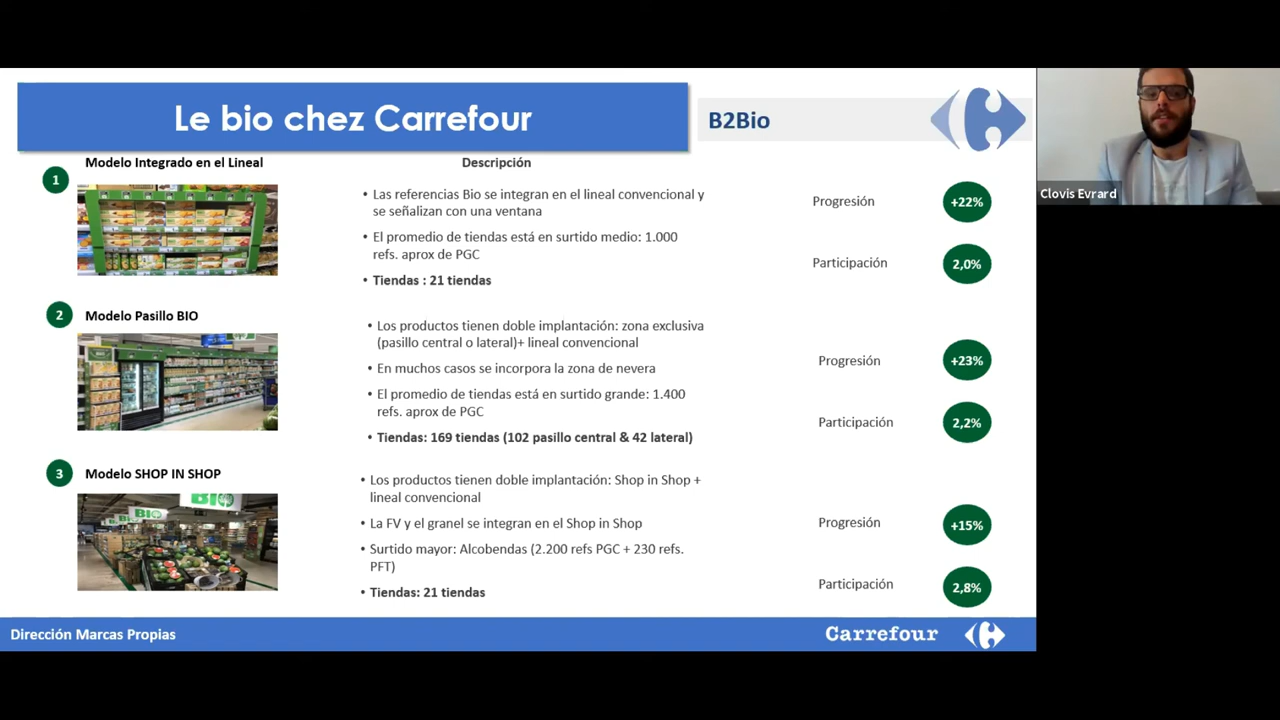 Le bio chez Carrefour
B2Bio
Clovis Evrard
Modelo Integrado en el Lineal
Descripción
1
• Las referencias Bio se integran en el lineal convencional y
se señalizan con una ventana
• El promedio de tiendas está en surtido medio: 1.000
refs. aprox de PGC
• Tiendas : 21 tiendas
Progresión
+22%
Participación
2,0%
2
Modelo Pasillo BIO
• Los productos tienen doble implantación: zona exclusiva
(pasillo central o lateral)+ lineal convencional
• En muchos casos se incorpora la zona de nevera
• El promedio de tiendas está en surtido grande: 1.400
refs. aprox de PGC
• Tiendas: 169 tiendas (102 pasillo central & 42 lateral)
Progresión
+23%
Participación
2,2%
3
Modelo SHOP IN SHOP
BIO
BIO
• Los productos tienen doble implantación: Shop in Shop +
lineal convencional
• La FV y el granel se integran en el Shop in Shop
• Surtido mayor: Alcobendas (2.200 refs PGC + 230 refs.
PFT)
• Tiendas: 21 tiendas
Progresión
+15%
Participación
2,8%
Dirección Marcas Propias
Carrefour